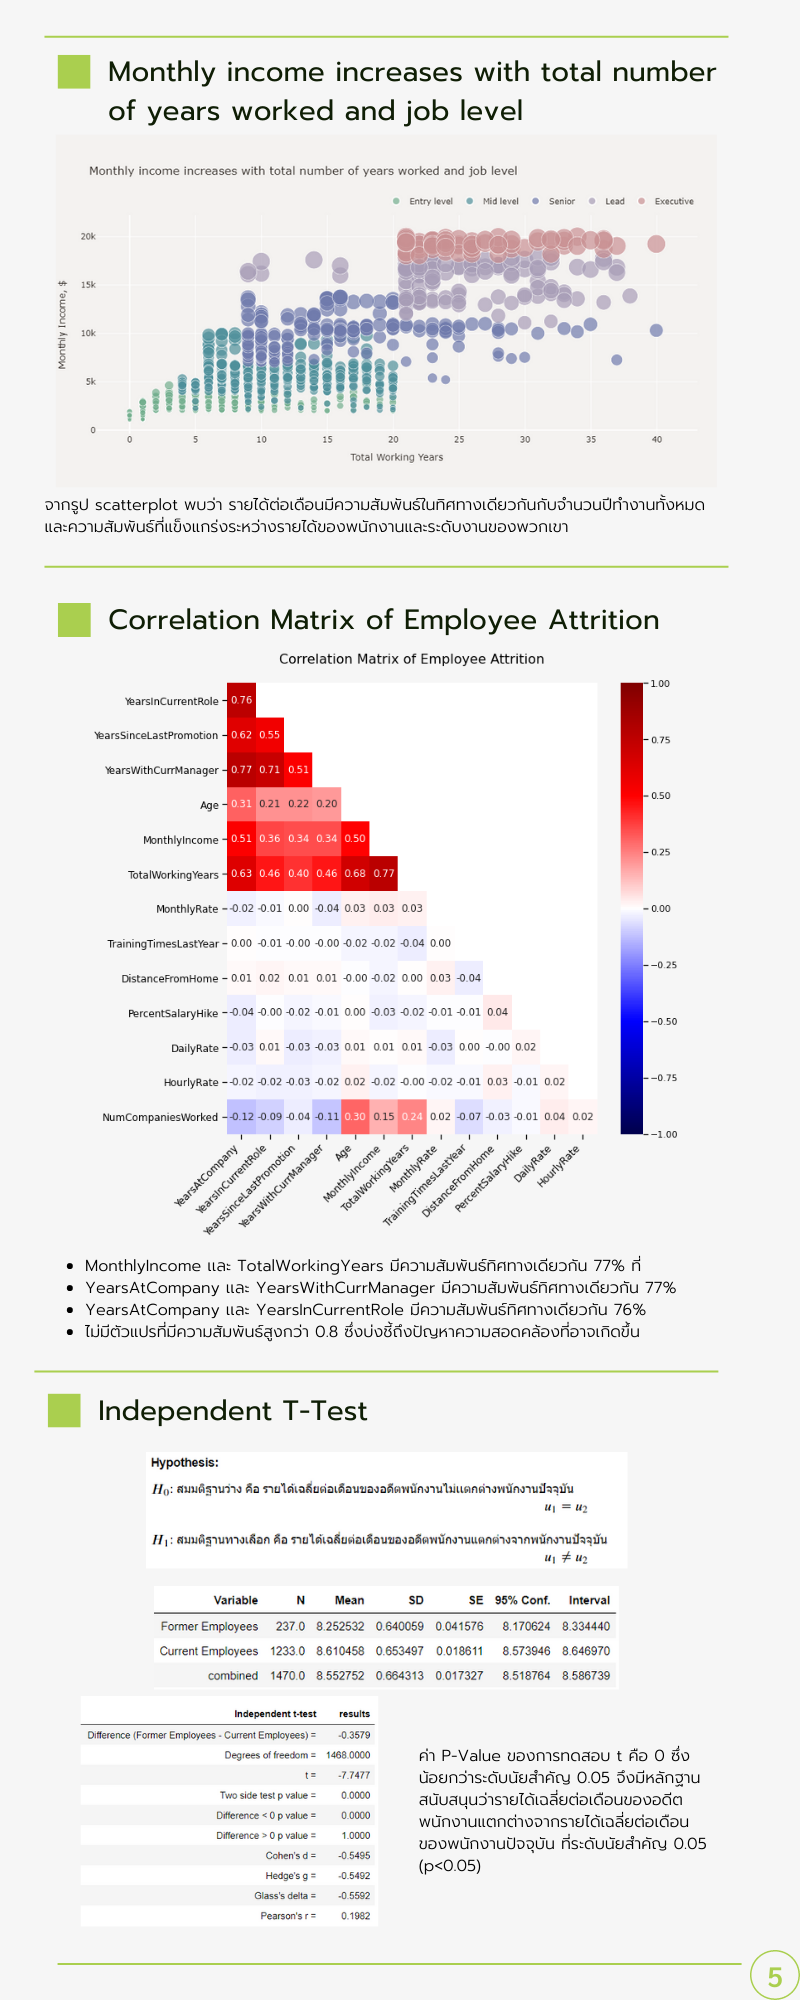 Monthly income increases with total number
of years worked and job level
Monthly income increases with total number of years worked and job level
Entry level Mid level Senior Lead Executive
20k
15k
10k
5k
0
Monthly Income, $
0 5 10 15 20 25 30 35 40
Total Working Years
จากรูป scatterplot พบว่า รายได้ต่อเดือนมีความสัมพันธ์ในทิศทางเดียวกันกับจำนวนปีทำงานทั้งหมด
และความสัมพันธ์ที่แข็งแกร่งระหว่างรายได้ของพนักงานและระดับงานของพวกเขา
Correlation Matrix of Employee Attrition
Correlation Matrix of Employee Attrition
YearsInCurrentRole 0.76
YearsSinceLastPromotion 0.62 0.55
YearsWithCurrManager 0.77 0.71 0.51
Age 0.31 0.21 0.22 0.20
MonthlyIncome 0.51 0.36 0.34 0.34 0.50
TotalWorkingYears 0.63 0.46 0.40 0.46 0.68 0.77
MonthlyRate -0.02 -0.01 0.00 -0.04 0.03 0.03 0.03
TrainingTimesLastYear 0.00 -0.01 -0.00 -0.00 -0.02 -0.02 -0.04 0.00
DistanceFromHome 0.01 0.02 0.01 0.01 -0.00 -0.02 0.00 0.03 -0.04
PercentSalaryHike -0.04 -0.00 -0.02 -0.01 0.00 -0.03 -0.02 -0.01 -0.01 0.04
DailyRate -0.03 0.01 -0.03 -0.03 0.01 0.01 0.01 -0.03 0.00 -0.00 0.02
HourlyRate -0.02 -0.02 -0.03 -0.02 0.02 -0.02 -0.00 -0.02 -0.01 0.03 -0.01 0.02
NumCompaniesWorked -0.12 -0.09 -0.04 -0.11 0.30 0.15 0.24 0.02 -0.07 -0.03 -0.01 0.04 0.02
YearsAtCompany YearsInCurrentRole YearsSinceLastPromotion YearsWithCurrManager Age MonthlyIncome TotalWorkingYears MonthlyRate TrainingTimesLastYear DistanceFromHome PercentSalaryHike DailyRate HourlyRate
1.00
0.75
0.50
0.25
0.00
−0.25
−0.50
−0.75
−1.00
• MonthlyIncome และ TotalWorkingYears มีความสัมพันธ์ทิศทางเดียวกัน 77% ที่
• YearsAtCompany และ YearsWithCurrManager มีความสัมพันธ์ทิศทางเดียวกัน 77%
• YearsAtCompany และ YearsInCurrentRole มีความสัมพันธ์ทิศทางเดียวกัน 76%
• ไม่มีตัวแปรที่มีความสัมพันธ์สูงกว่า 0.8 ซึ่งบ่งชี้ถึงปัญหาความสอดคล้องที่อาจเกิดขึ้น
Independent T-Test
Hypothesis:
H₀: สมมติฐานว่าง คือ รายได้เฉลี่ยต่อเดือนของอดีตพนักงานไม่แตกต่างพนักงานปัจจุบัน
u₁ = u₂
H₁: สมมติฐานทางเลือก คือ รายได้เฉลี่ยต่อเดือนของอดีตพนักงานแตกต่างจากพนักงานปัจจุบัน
u₁ ≠ u₂
Variable N Mean SD SE 95% Conf. Interval
Former Employees 237.0 8.252532 0.640059 0.041576 8.170624 8.334440
Current Employees 1233.0 8.610458 0.653497 0.018611 8.573946 8.646970
combined 1470.0 8.552752 0.664313 0.017327 8.518764 8.586739
Independent t-test results
Difference (Former Employees - Current Employees) = -0.3579
Degrees of freedom = 1468.0000
t = -7.7477
Two side test p value = 0.0000
Difference < 0 p value = 0.0000
Difference > 0 p value = 1.0000
Cohen's d = -0.5495
Hedge's g = -0.5492
Glass's delta = -0.5592
Pearson's r = 0.1982
ค่า P-Value ของการทดสอบ t คือ 0 ซึ่ง
น้อยกว่าระดับนัยสำคัญ 0.05 จึงมีหลักฐาน
สนับสนุนว่ารายได้เฉลี่ยต่อเดือนของอดีต
พนักงานแตกต่างจากรายได้เฉลี่ยต่อเดือน
ของพนักงานปัจจุบัน ที่ระดับนัยสำคัญ 0.05
(p<0.05)
5